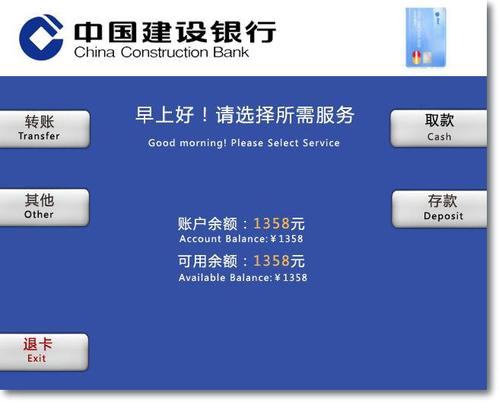 中国建设银行
China Construction Bank
早上好！请选择所需服务
Good morning! Please Select Service
转账
Transfer
取款
Cash
其他
Other
存款
Deposit
账户余额：1358元
Account Balance:¥1358
可用余额：1358元
Available Balance:¥1358
退卡
Exit